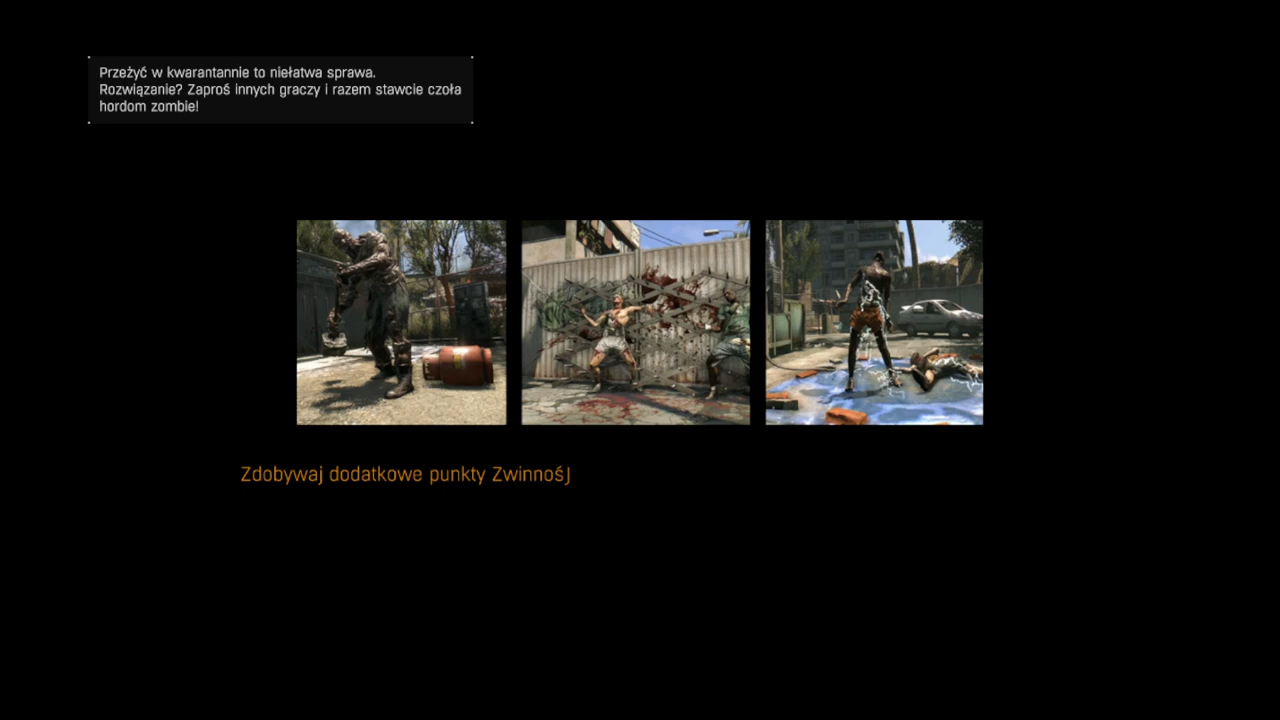 Przeżyć w kwarantannie to niełatwa sprawa.
Rozwiązanie? Zaproś innych graczy i razem stawcie czoła
hordom zombie!
Zdobywaj dodatkowe punkty ZwinnośJ